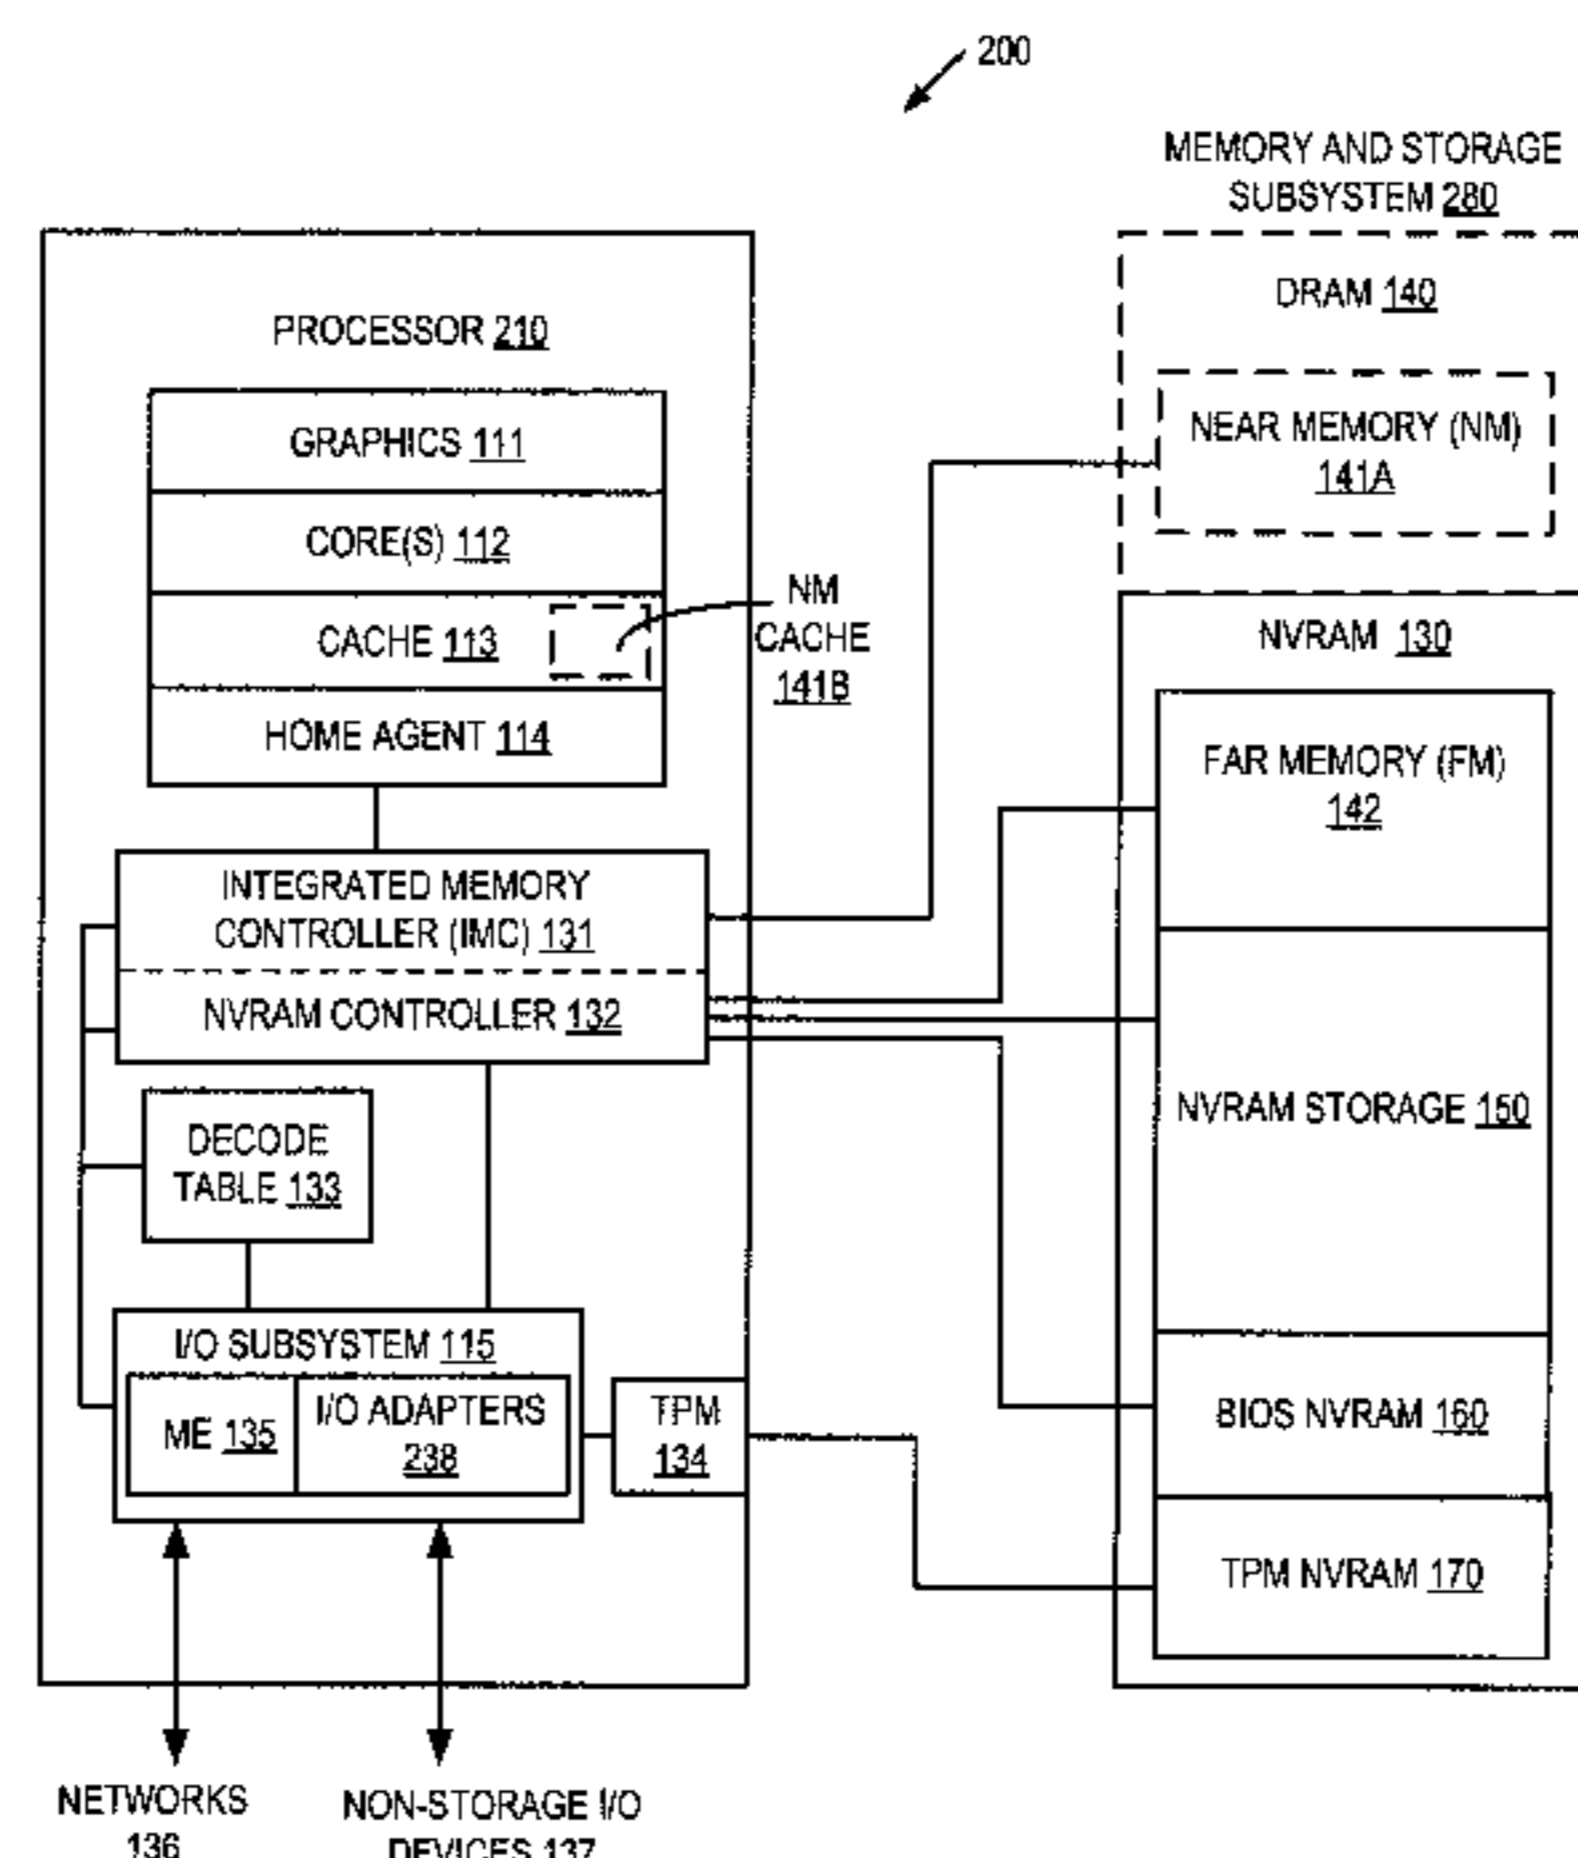 200
MEMORY AND STORAGE
SUBSYSTEM 280
DRAM 140
NEAR MEMORY (NM)
141A
PROCESSOR 210
GRAPHICS 111
CORE(S) 112
CACHE 113
NM
CACHE
141B
HOME AGENT 114
INTEGRATED MEMORY
CONTROLLER (IMC) 131
NVRAM CONTROLLER 132
DECODE
TABLE 133
I/O SUBSYSTEM 115
ME 135
I/O ADAPTERS
238
TPM
134
NVRAM 130
FAR MEMORY (FM)
142
NVRAM STORAGE 150
BIOS NVRAM 160
TPM NVRAM 170
NETWORKS
136
NON-STORAGE I/O
DEVICES 137